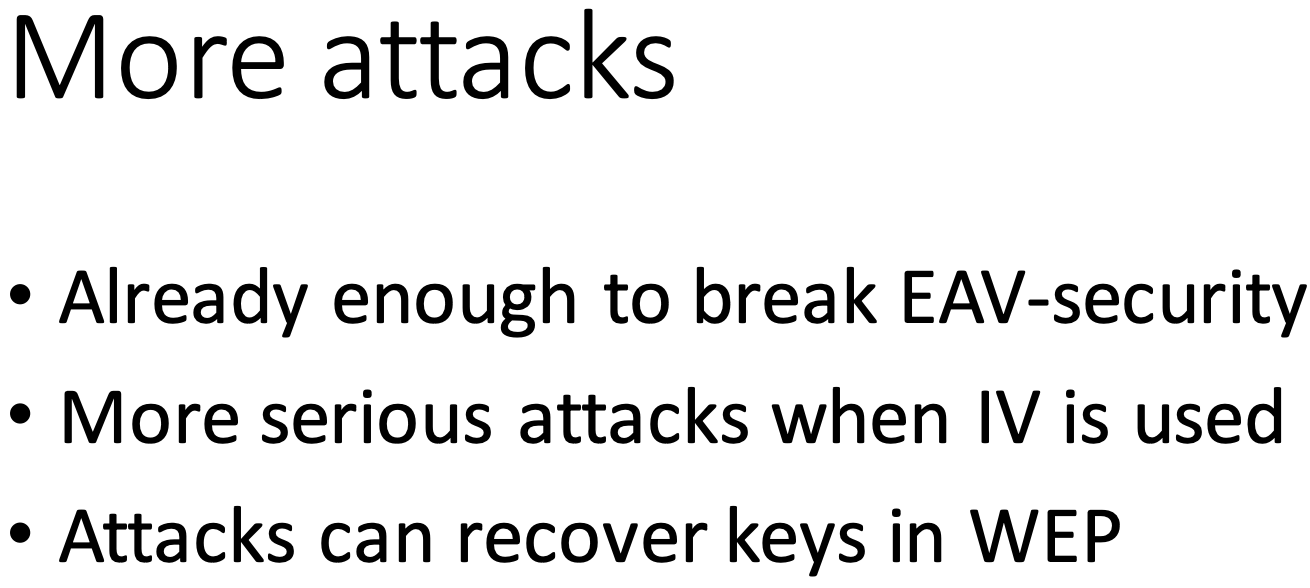 More attacks
• Already enough to break EAV-security
• More serious attacks when IV is used
• Attacks can recover keys in WEP